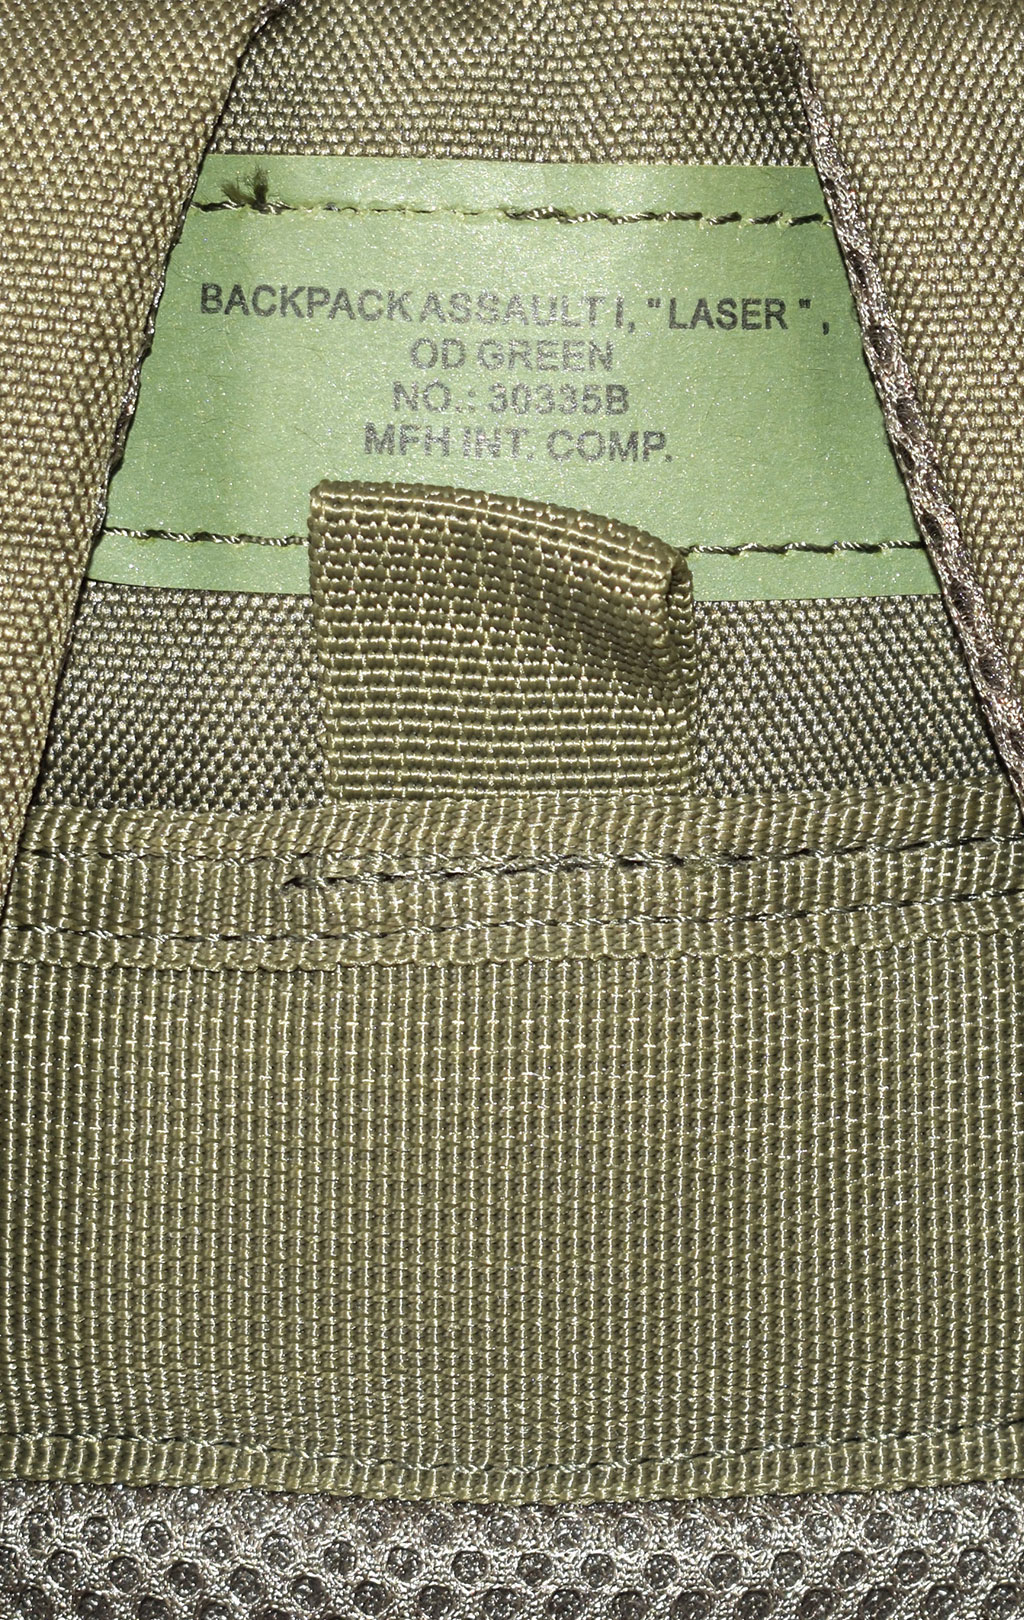 BACKPACK ASSAULT I, "LASER",
OD GREEN
NO.: 30335B
MFH INT. COMP.